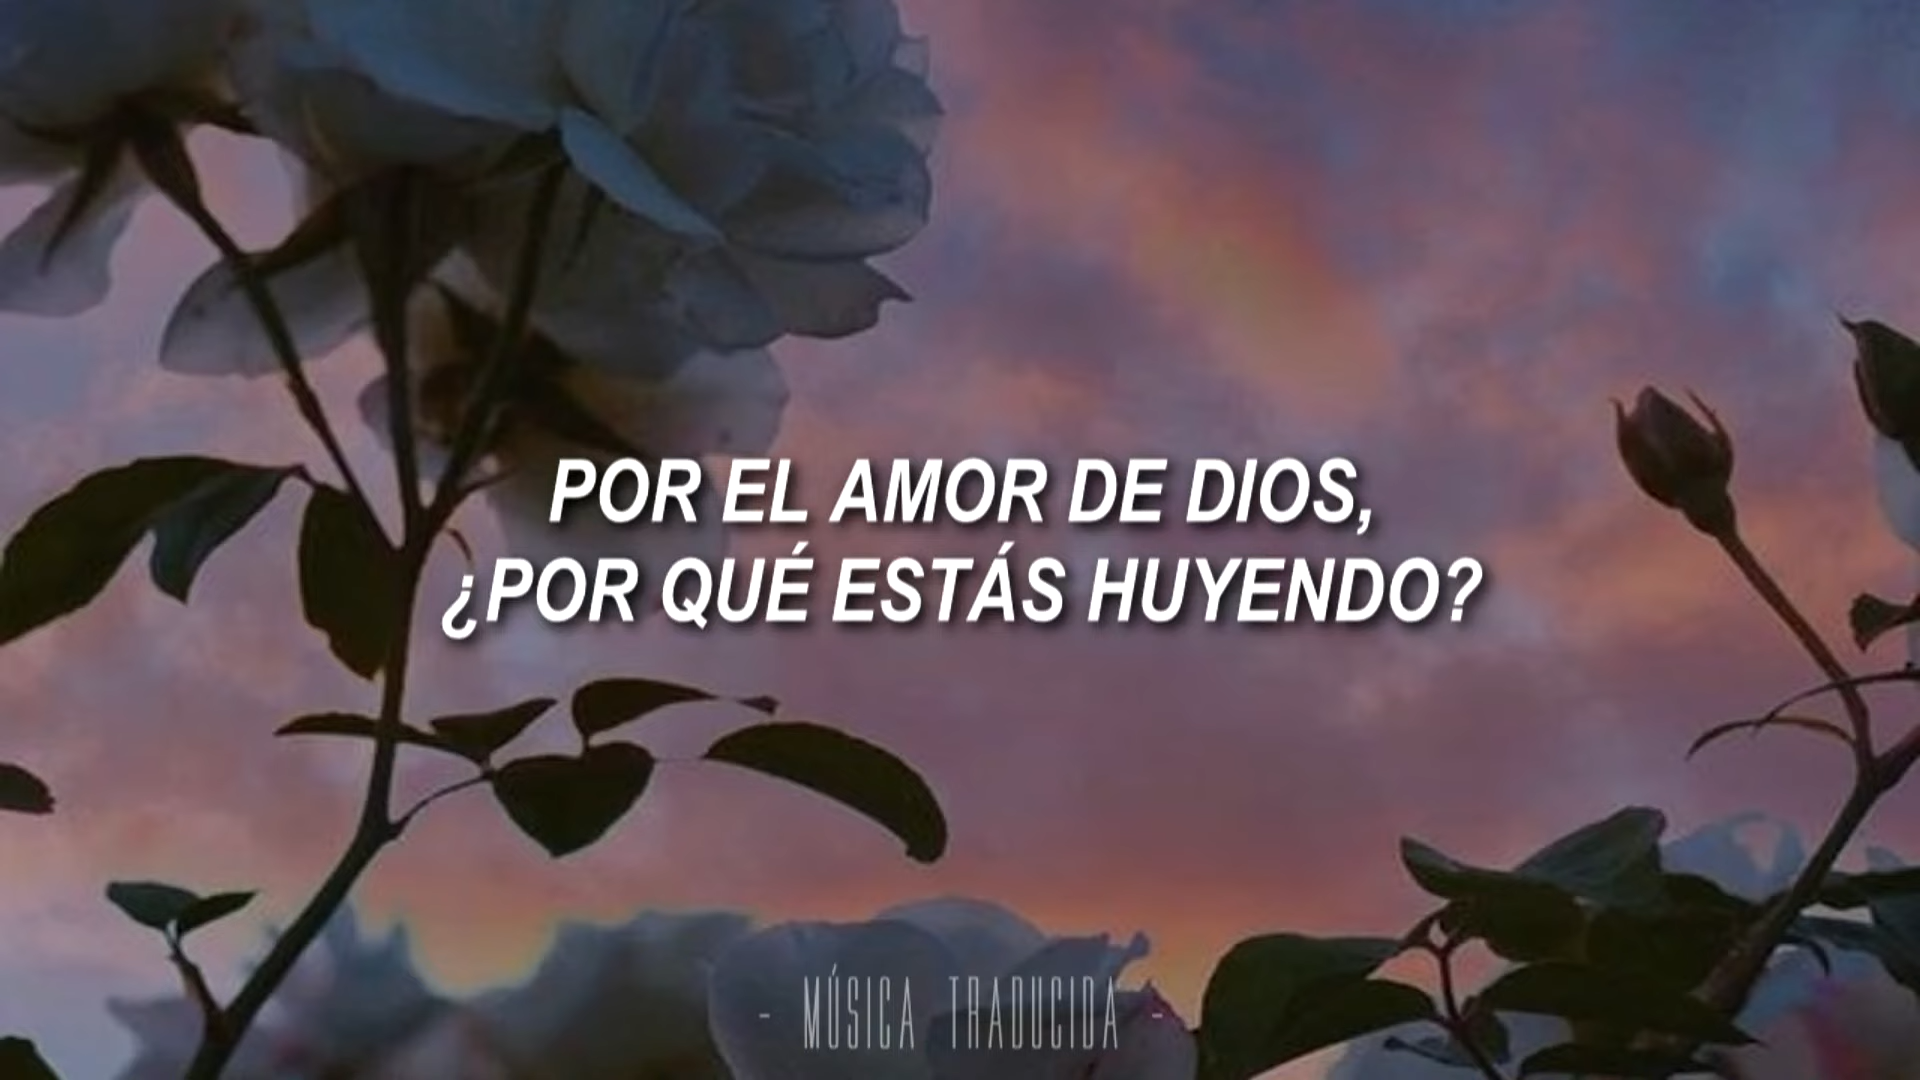 POR EL AMOR DE DIOS,
¿POR QUÉ ESTÁS HUYENDO?
- MÚSICA TRADUCIDA -